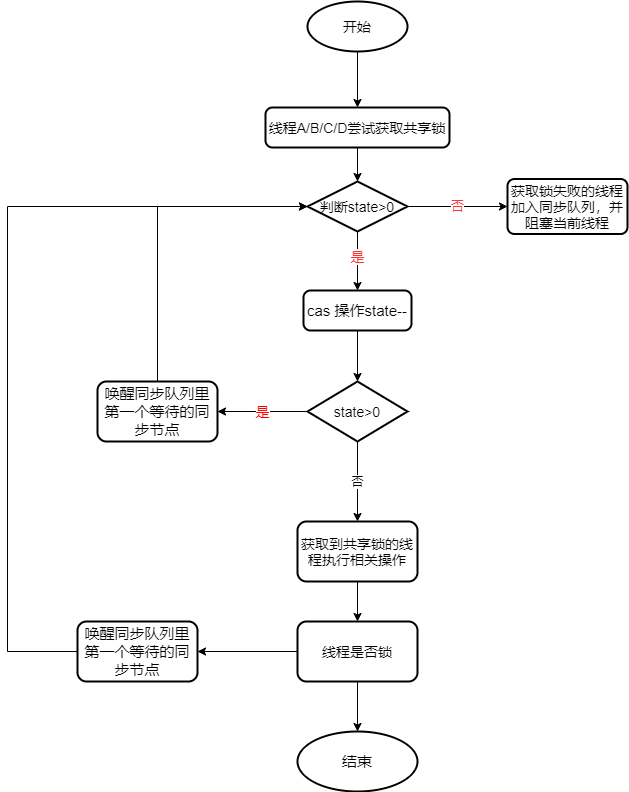 开始
线程A/B/C/D尝试获取共享锁
判断state>0
否
获取锁失败的线程
加入同步队列，并
阻塞当前线程
是
cas 操作state--
唤醒同步队列里
第一个等待的同
步节点
是
state>0
否
获取到共享锁的线
程执行相关操作
唤醒同步队列里
第一个等待的同
步节点
线程是否锁
结束